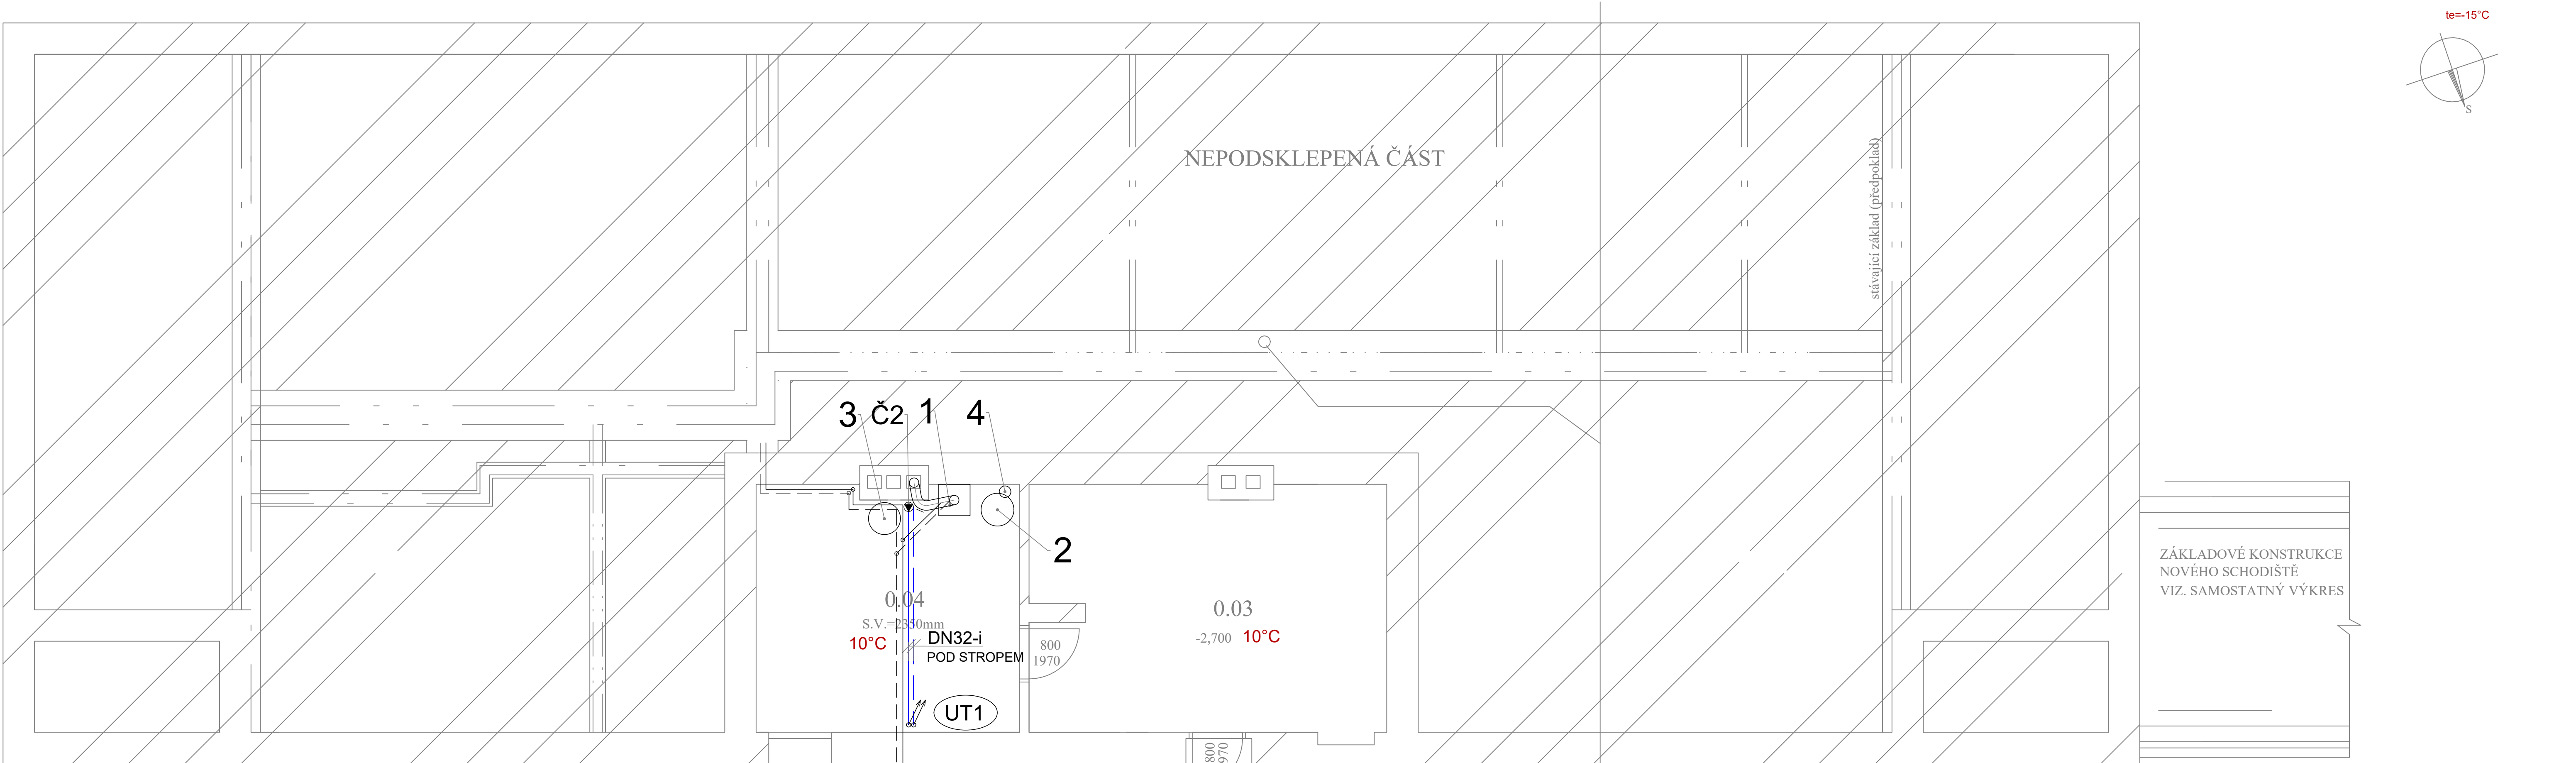 te=-15°C
S
NEPODSKLEPENÁ ČÁST
stávající základ (předpoklad)
3
Č2
1
4
2
ZÁKLADOVÉ KONSTRUKCE
NOVÉHO SCHODIŠTĚ
VIZ. SAMOSTATNÝ VÝKRES
0.04
S.V.=2350mm
10°C
DN32-i
POD STROPEM
800
1970
0.03
-2,700
10°C
UT1
800
970